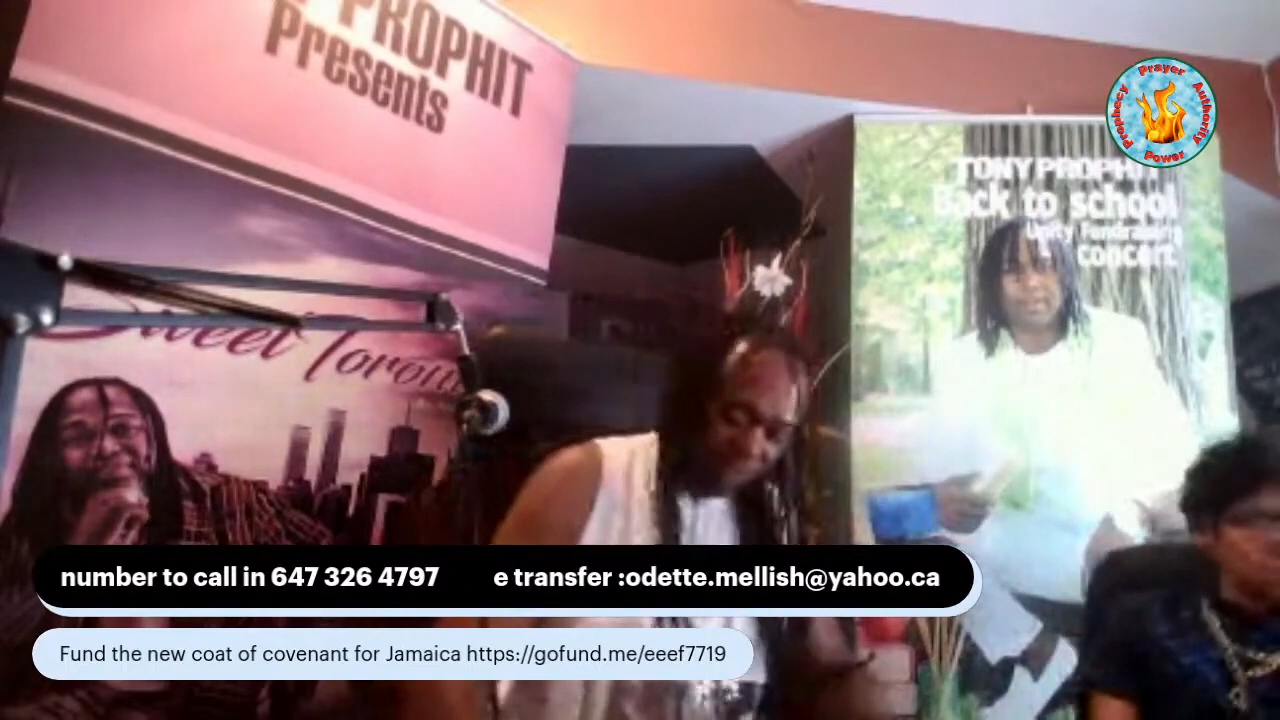 PROPHIT
Presents
Sweet Toron
TONY PROPHIT
Back to school
Unity Fundraising
concert
Prophecy Prayer Authority Power
number to call in 647 326 4797 e transfer :odette.mellish@yahoo.ca
Fund the new coat of covenant for Jamaica https://gofund.me/eeef7719